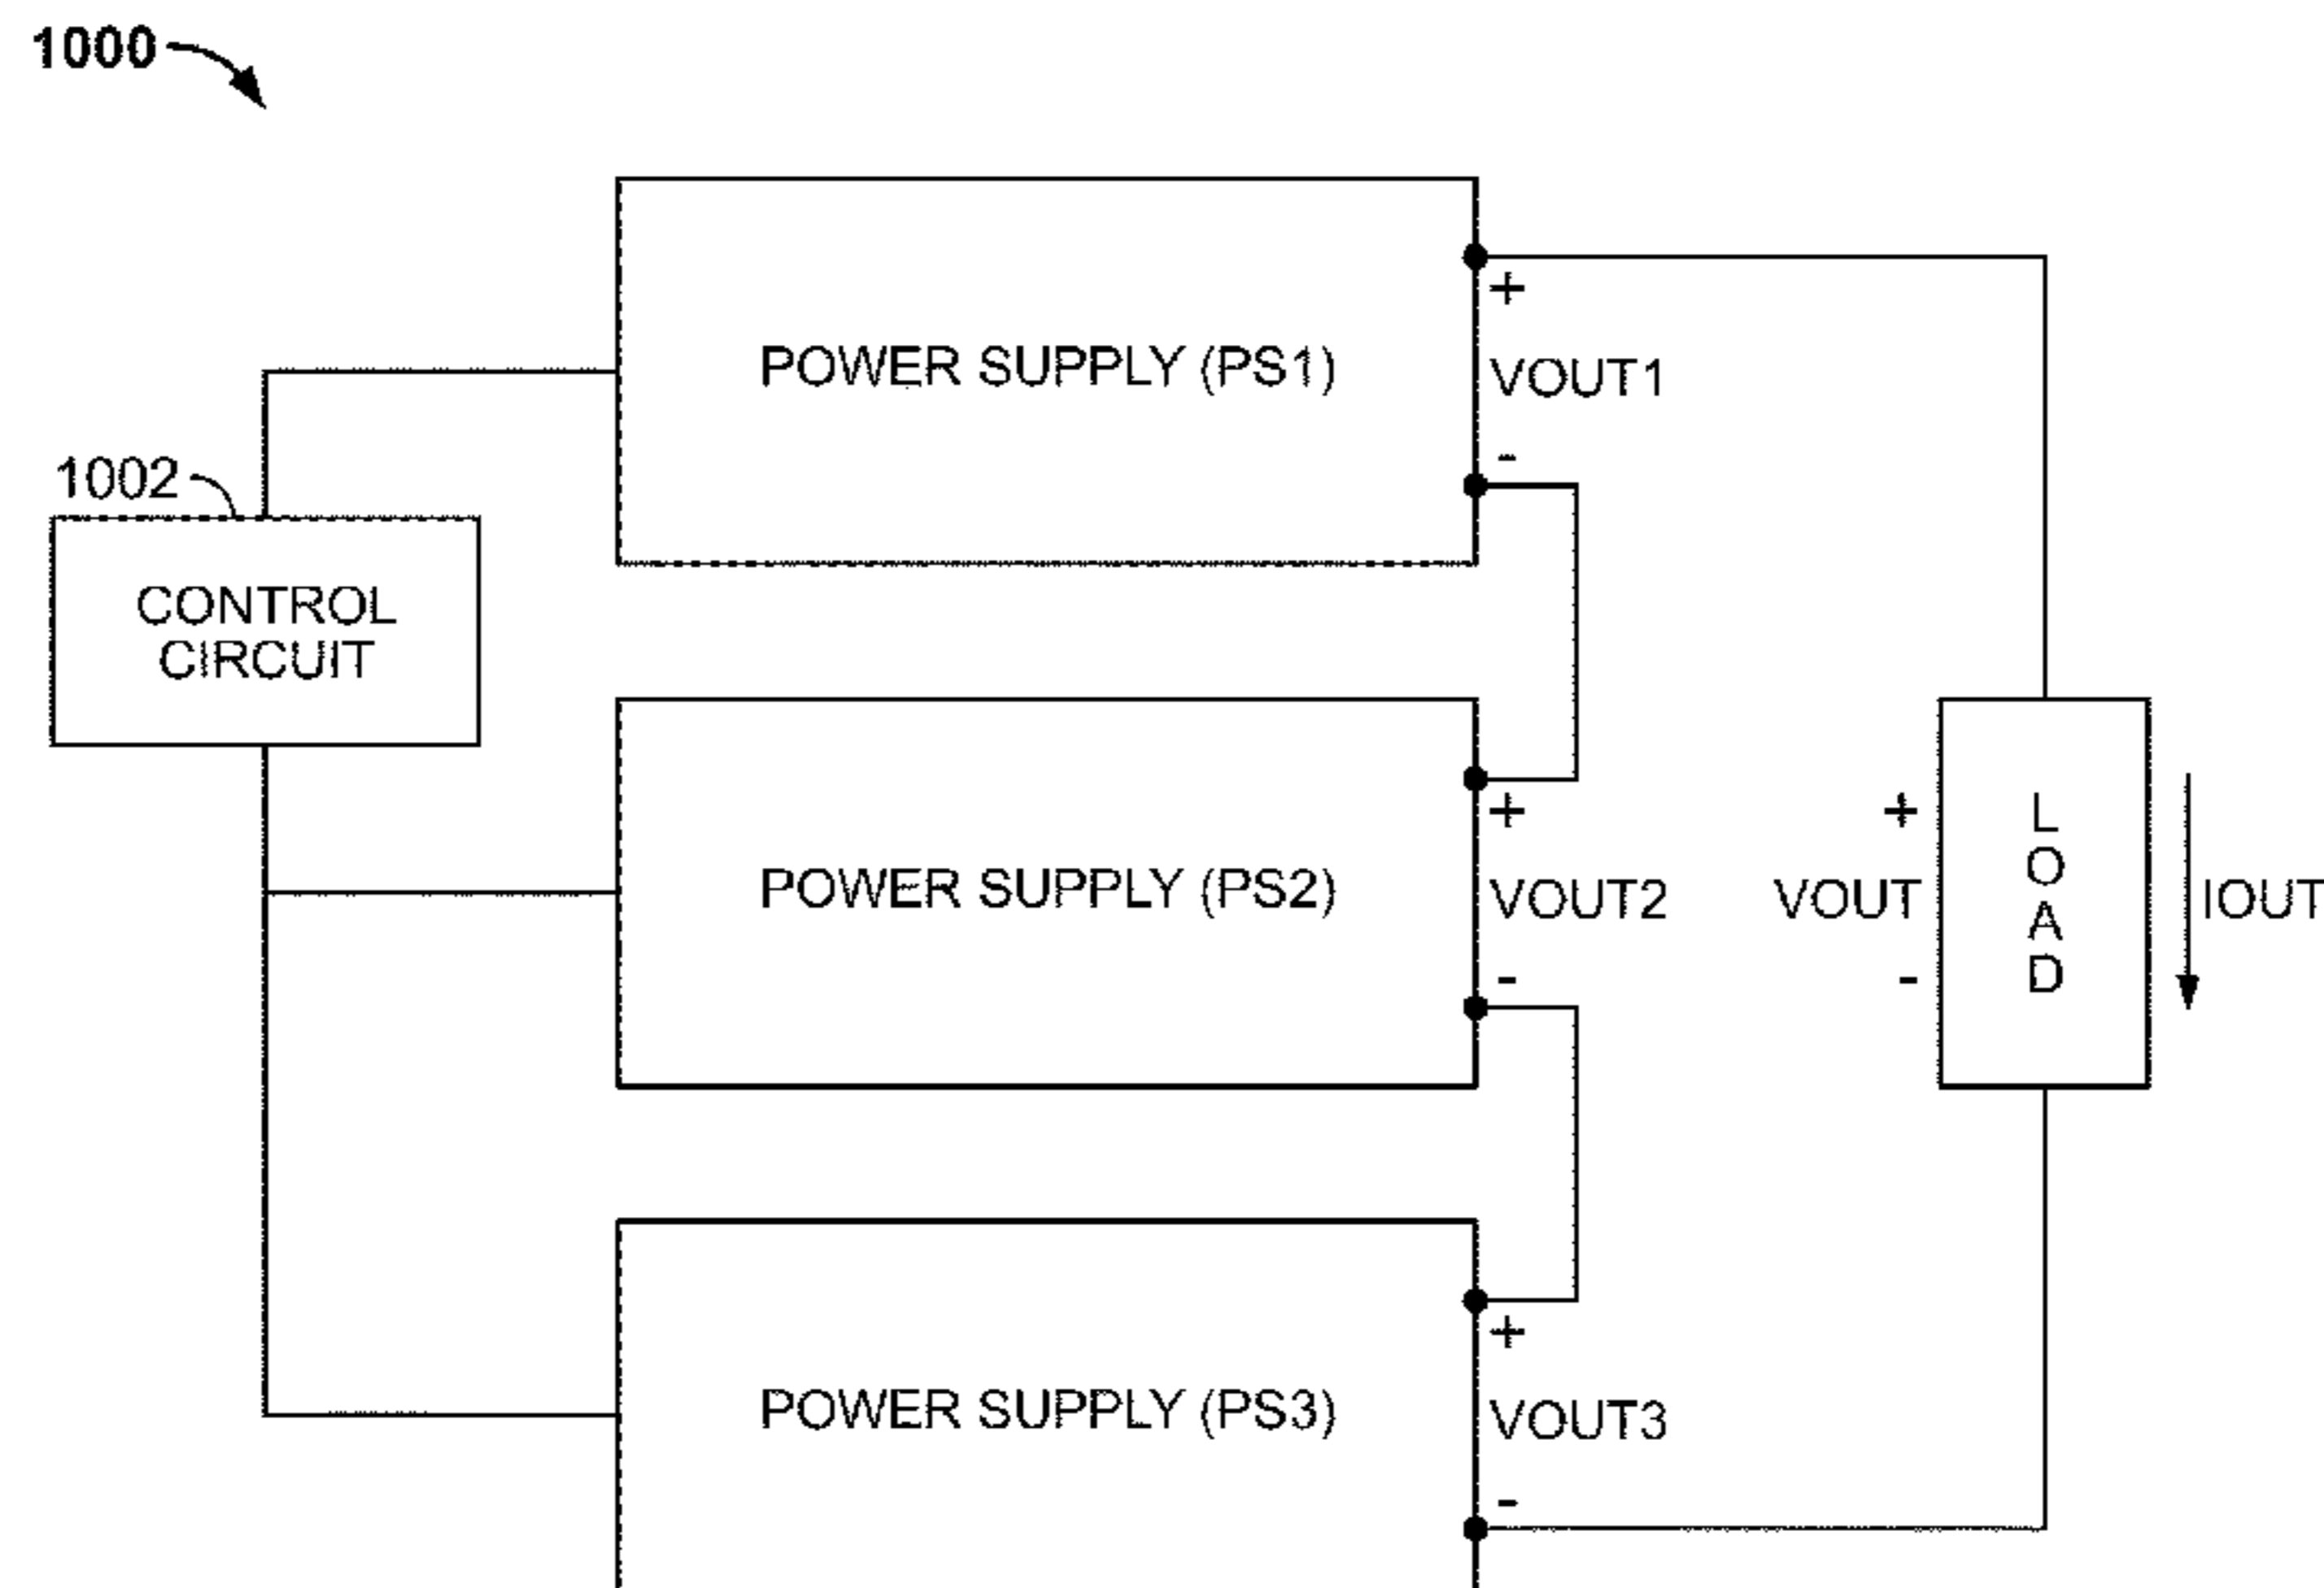 1000
POWER SUPPLY (PS1)
+
VOUT1
-
1002
CONTROL
CIRCUIT
POWER SUPPLY (PS2)
+
VOUT2
-
+
VOUT
-
L
O
A
D
IOUT
POWER SUPPLY (PS3)
+
VOUT3
-